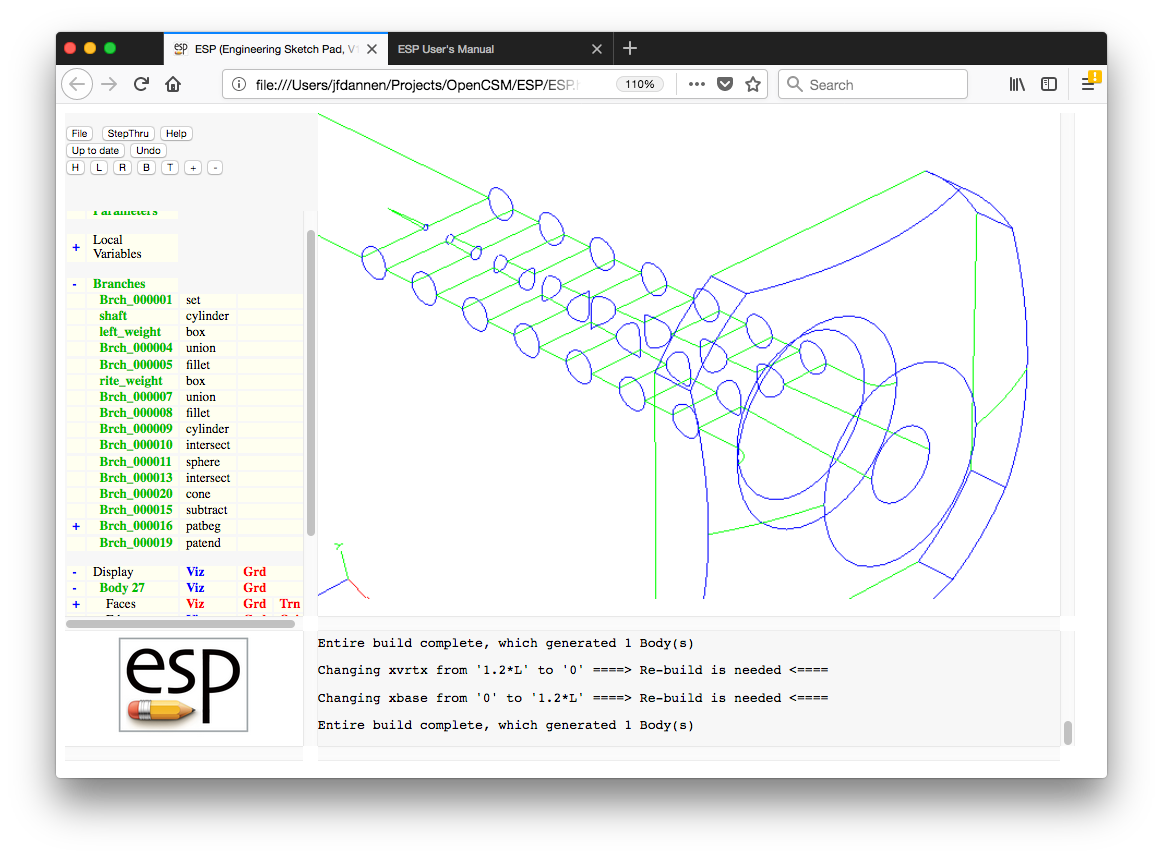 esp ESP (Engineering Sketch Pad, V1 ESP User's Manual
file:///Users/jfdannen/Projects/OpenCSM/ESP/ESP. 110% Search
File StepThru Help
Up to date Undo
H L R B T + -
Parameters
+ Local
Variables
- Branches
Brch_000001 set
shaft cylinder
left_weight box
Brch_000004 union
Brch_000005 fillet
rite_weight box
Brch_000007 union
Brch_000008 fillet
Brch_000009 cylinder
Brch_000010 intersect
Brch_000011 sphere
Brch_000013 intersect
Brch_000020 cone
Brch_000015 subtract
+ Brch_000016 patbeg
Brch_000019 patend
- Display Viz Grd
- Body 27 Viz Grd
+ Faces Viz Grd Trn
esp
Entire build complete, which generated 1 Body(s)
Changing xvrtx from '1.2*L' to '0' ====> Re-build is needed <====
Changing xbase from '0' to '1.2*L' ====> Re-build is needed <====
Entire build complete, which generated 1 Body(s)